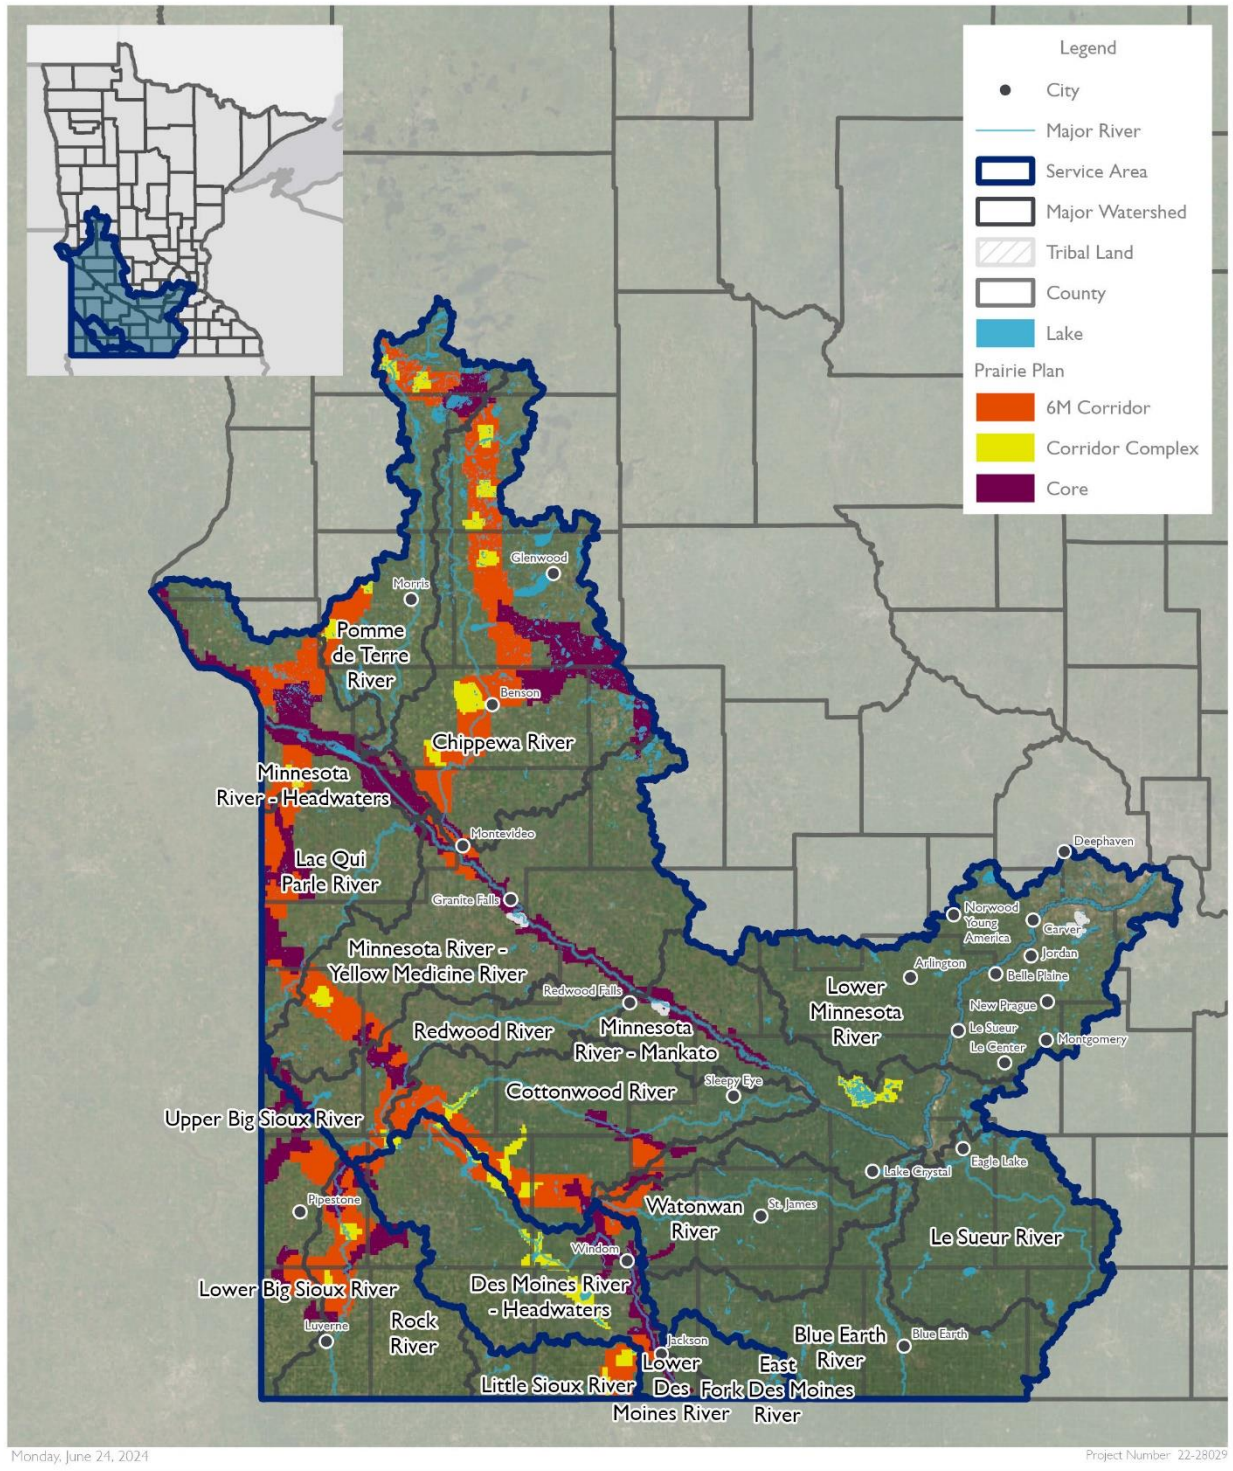 Legend
City
Major River
Service Area
Major Watershed
Tribal Land
County
Lake
Prairie Plan
6M Corridor
Corridor Complex
Core
Glenwood
Morris
Pomme
de Terre
River
Benson
Chippewa River
Minnesota
River - Headwaters
Montevideo
Deephaven
Lac Qui
Parle River
Granite Falls
Norwood
Young
America
Carver
Minnesota River -
Yellow Medicine River
Jordan
Arlington
Belle Plaine
Lower
Minnesota
River
Redwood Falls
New Prague
Redwood River
Minnesota
River - Mankato
Le Sueur
Le Center
Montgomery
Cottonwood River
Sleepy Eye
Upper Big Sioux River
Eagle Lake
Lake Crystal
Pipestone
Watonwan
River
St. James
Le Sueur River
Windom
Lower Big Sioux River
Des Moines River
- Headwaters
Rock
River
Luverne
Jackson
Blue Earth
River
Blue Earth
Little Sioux River
Lower
Des
Moines River
East
Fork Des Moines
River
Monday, June 24, 2024
Project Number 22-28029